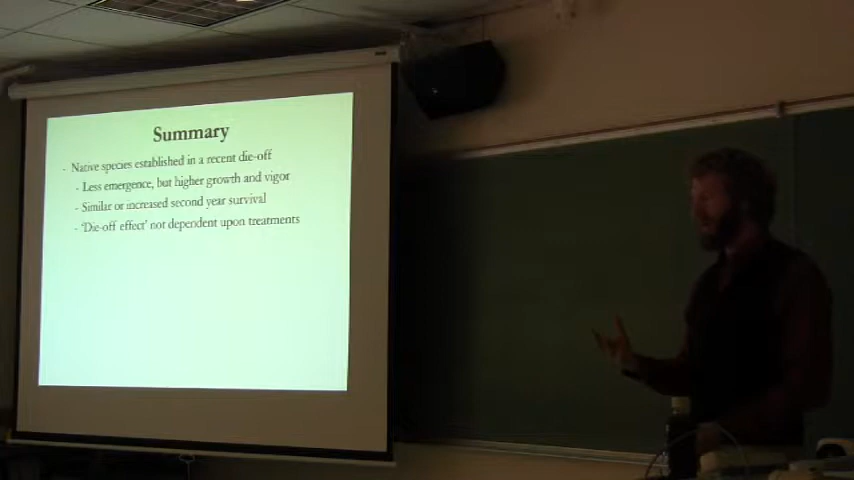 Summary
- Native species established in a recent die-off
- Less emergence, but higher growth and vigor
- Similar or increased second year survival
- 'Die-off effect' not dependent upon treatments